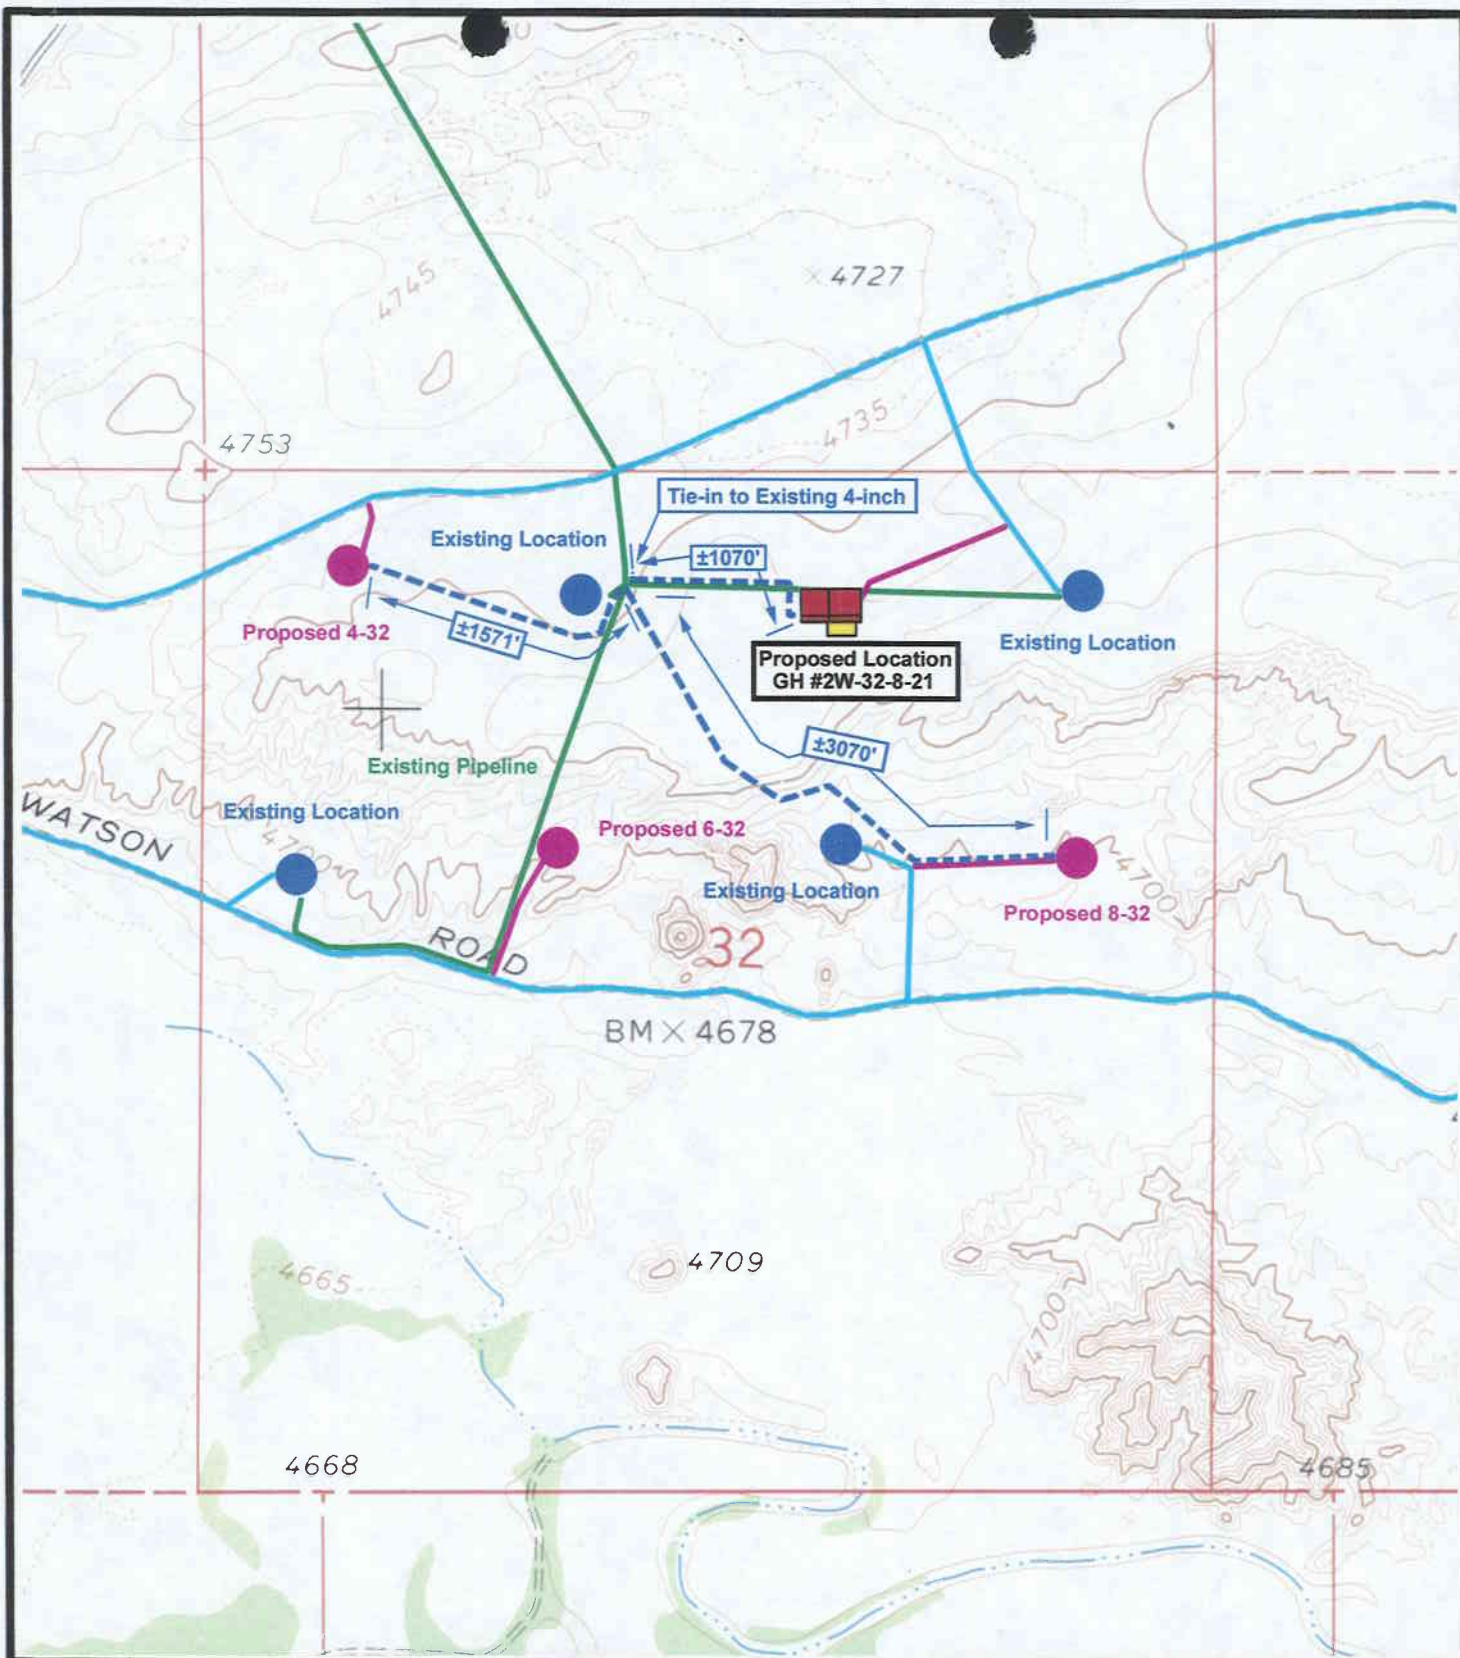 4745
4727
4753
4735
Tie-in to Existing 4-inch
Existing Location
±1070'
Proposed 4-32
±1571'
Existing Location
Proposed Location
GH #2W-32-8-21
±3070'
Existing Pipeline
WATSON
Existing Location
4700
Proposed 6-32
Existing Location
4700
Proposed 8-32
ROAD
32
BM × 4678
4709
4665
4700
4668
4685